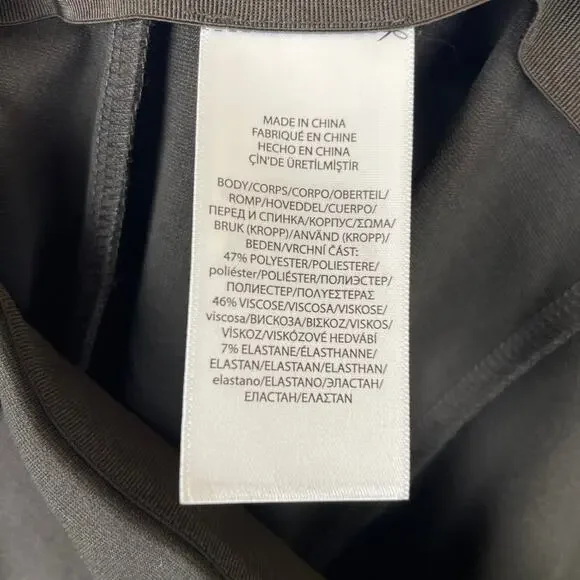 MADE IN CHINA
FABRIQUÉ EN CHINE
HECHO EN CHINA
ÇİN'DE ÜRETİLMİŞTİR
BODY/CORPS/CORPO/OBERTEIL/
ROMP/HOVEDDEL/CUERPO/
ПЕРЕД И СПИНКА/КОРПУС/ΣΩΜΑ/
BRUK (KROPP)/ANVÄND (KROPP)/
BEDEN/VRCHNÍ ČÁST:
47% POLYESTER/POLIESTERE/
poliéster/POLIÉSTER/ПОЛИЭСТЕР/
ПОЛИЕСТЕР/ΠΟΛΥΕΣΤΕΡΑΣ
46% VISCOSE/VISCOSA/VISKOSE/
viscosa/ВИСКОЗА/ΒΙΣΚΟΖ/VISKOS/
VİSKOZ/VISKÓZOVÉ HEDVÁBÍ
7% ELASTANE/ÉLASTHANNE/
ELASTAN/ELASTAAN/ELASTHAN/
elastano/ELASTANO/ЭЛАСТАН/
ЕЛАСТАН/ΕΛΑΣΤΑΝ